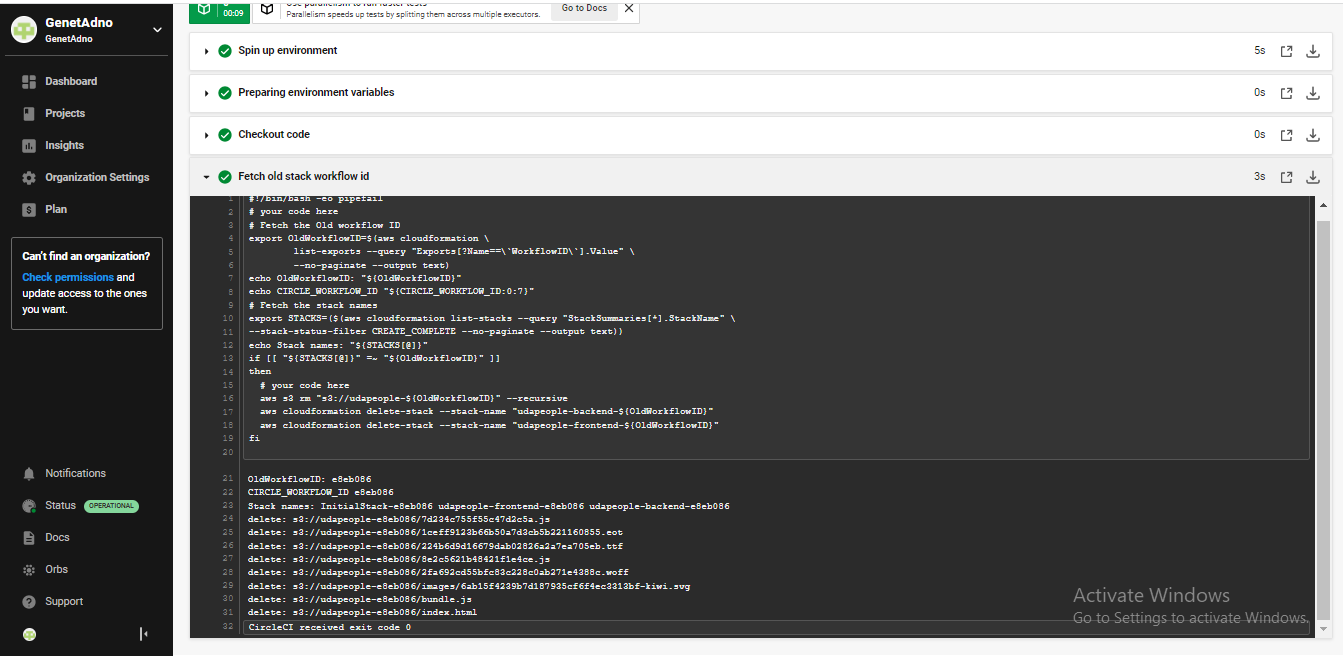 GenetAdno
GenetAdno
Dashboard
Projects
Insights
Organization Settings
Plan
Can't find an organization?
Check permissions and
update access to the ones
you want.
Notifications
Status OPERATIONAL
Docs
Orbs
Support
00:09
Use parallelism to run faster tests
Parallelism speeds up tests by splitting them across multiple executors.
Go to Docs
Spin up environment 5s
Preparing environment variables 0s
Checkout code 0s
Fetch old stack workflow id 3s
1 #!/bin/bash -eo pipefail
2 # your code here
3 # Fetch the Old workflow ID
4 export OldWorkflowID=$(aws cloudformation \
5 list-exports --query "Exports[?Name==\`WorkflowID\`].Value" \
6 --no-paginate --output text)
7 echo OldWorkflowID: "${OldWorkflowID}"
8 echo CIRCLE_WORKFLOW_ID "${CIRCLE_WORKFLOW_ID:0:7}"
9 # Fetch the stack names
10 export STACKS=($(aws cloudformation list-stacks --query "StackSummaries[*].StackName" \
11 --stack-status-filter CREATE_COMPLETE --no-paginate --output text))
12 echo Stack names: "${STACKS[@]}"
13 if [[ "${STACKS[@]}" =~ "${OldWorkflowID}" ]]
14 then
15 # your code here
16 aws s3 rm "s3://udapeople-${OldWorkflowID}" --recursive
17 aws cloudformation delete-stack --stack-name "udapeople-backend-${OldWorkflowID}"
18 aws cloudformation delete-stack --stack-name "udapeople-frontend-${OldWorkflowID}"
19 fi
20
21 OldWorkflowID: e8eb086
22 CIRCLE_WORKFLOW_ID e8eb086
23 Stack names: InitialStack-e8eb086 udapeople-frontend-e8eb086 udapeople-backend-e8eb086
24 delete: s3://udapeople-e8eb086/7d234c755f55c47d2c5a.js
25 delete: s3://udapeople-e8eb086/1ceff9123b66b50a7d3cb5b221160855.eot
26 delete: s3://udapeople-e8eb086/224b6d9d16679dab02826a2a7ea705eb.ttf
27 delete: s3://udapeople-e8eb086/8e2c5621b48421f1e4ce.js
28 delete: s3://udapeople-e8eb086/2fa692cd55bfc83c228c0ab271e4388c.woff
29 delete: s3://udapeople-e8eb086/images/6ab15f4239b7d187935cf6f4ec3313bf-kiwi.svg
30 delete: s3://udapeople-e8eb086/bundle.js
31 delete: s3://udapeople-e8eb086/index.html
32 CircleCI received exit code 0
Activate Windows
Go to Settings to activate Windows.